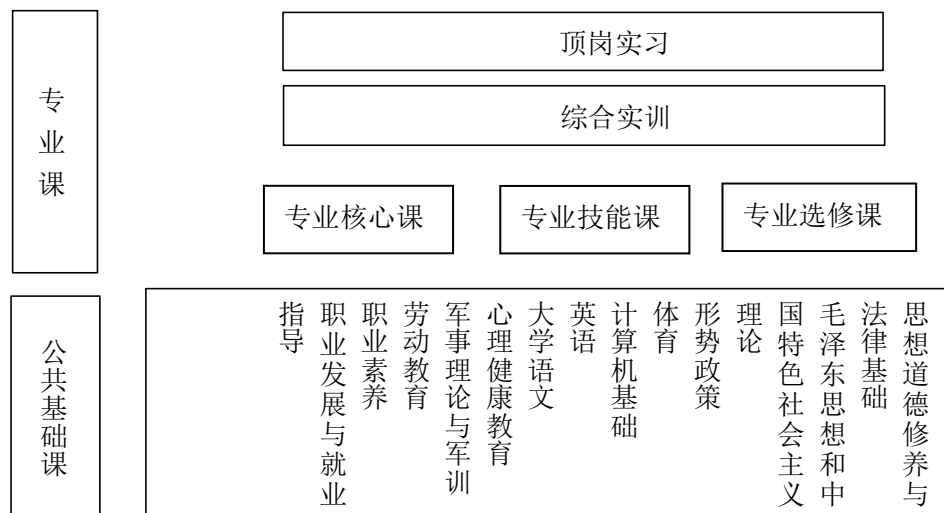 顶岗实习
综合实训
专业课
专业核心课
专业技能课
专业选修课
公共基础课
思想道德修养与
法律基础
毛泽东思想和中
国特色社会主义
理论
形势政策
体育
计算机基础
英语
大学语文
心理健康教育
军事理论与军训
劳动教育
职业素养
职业发展与就业
指导